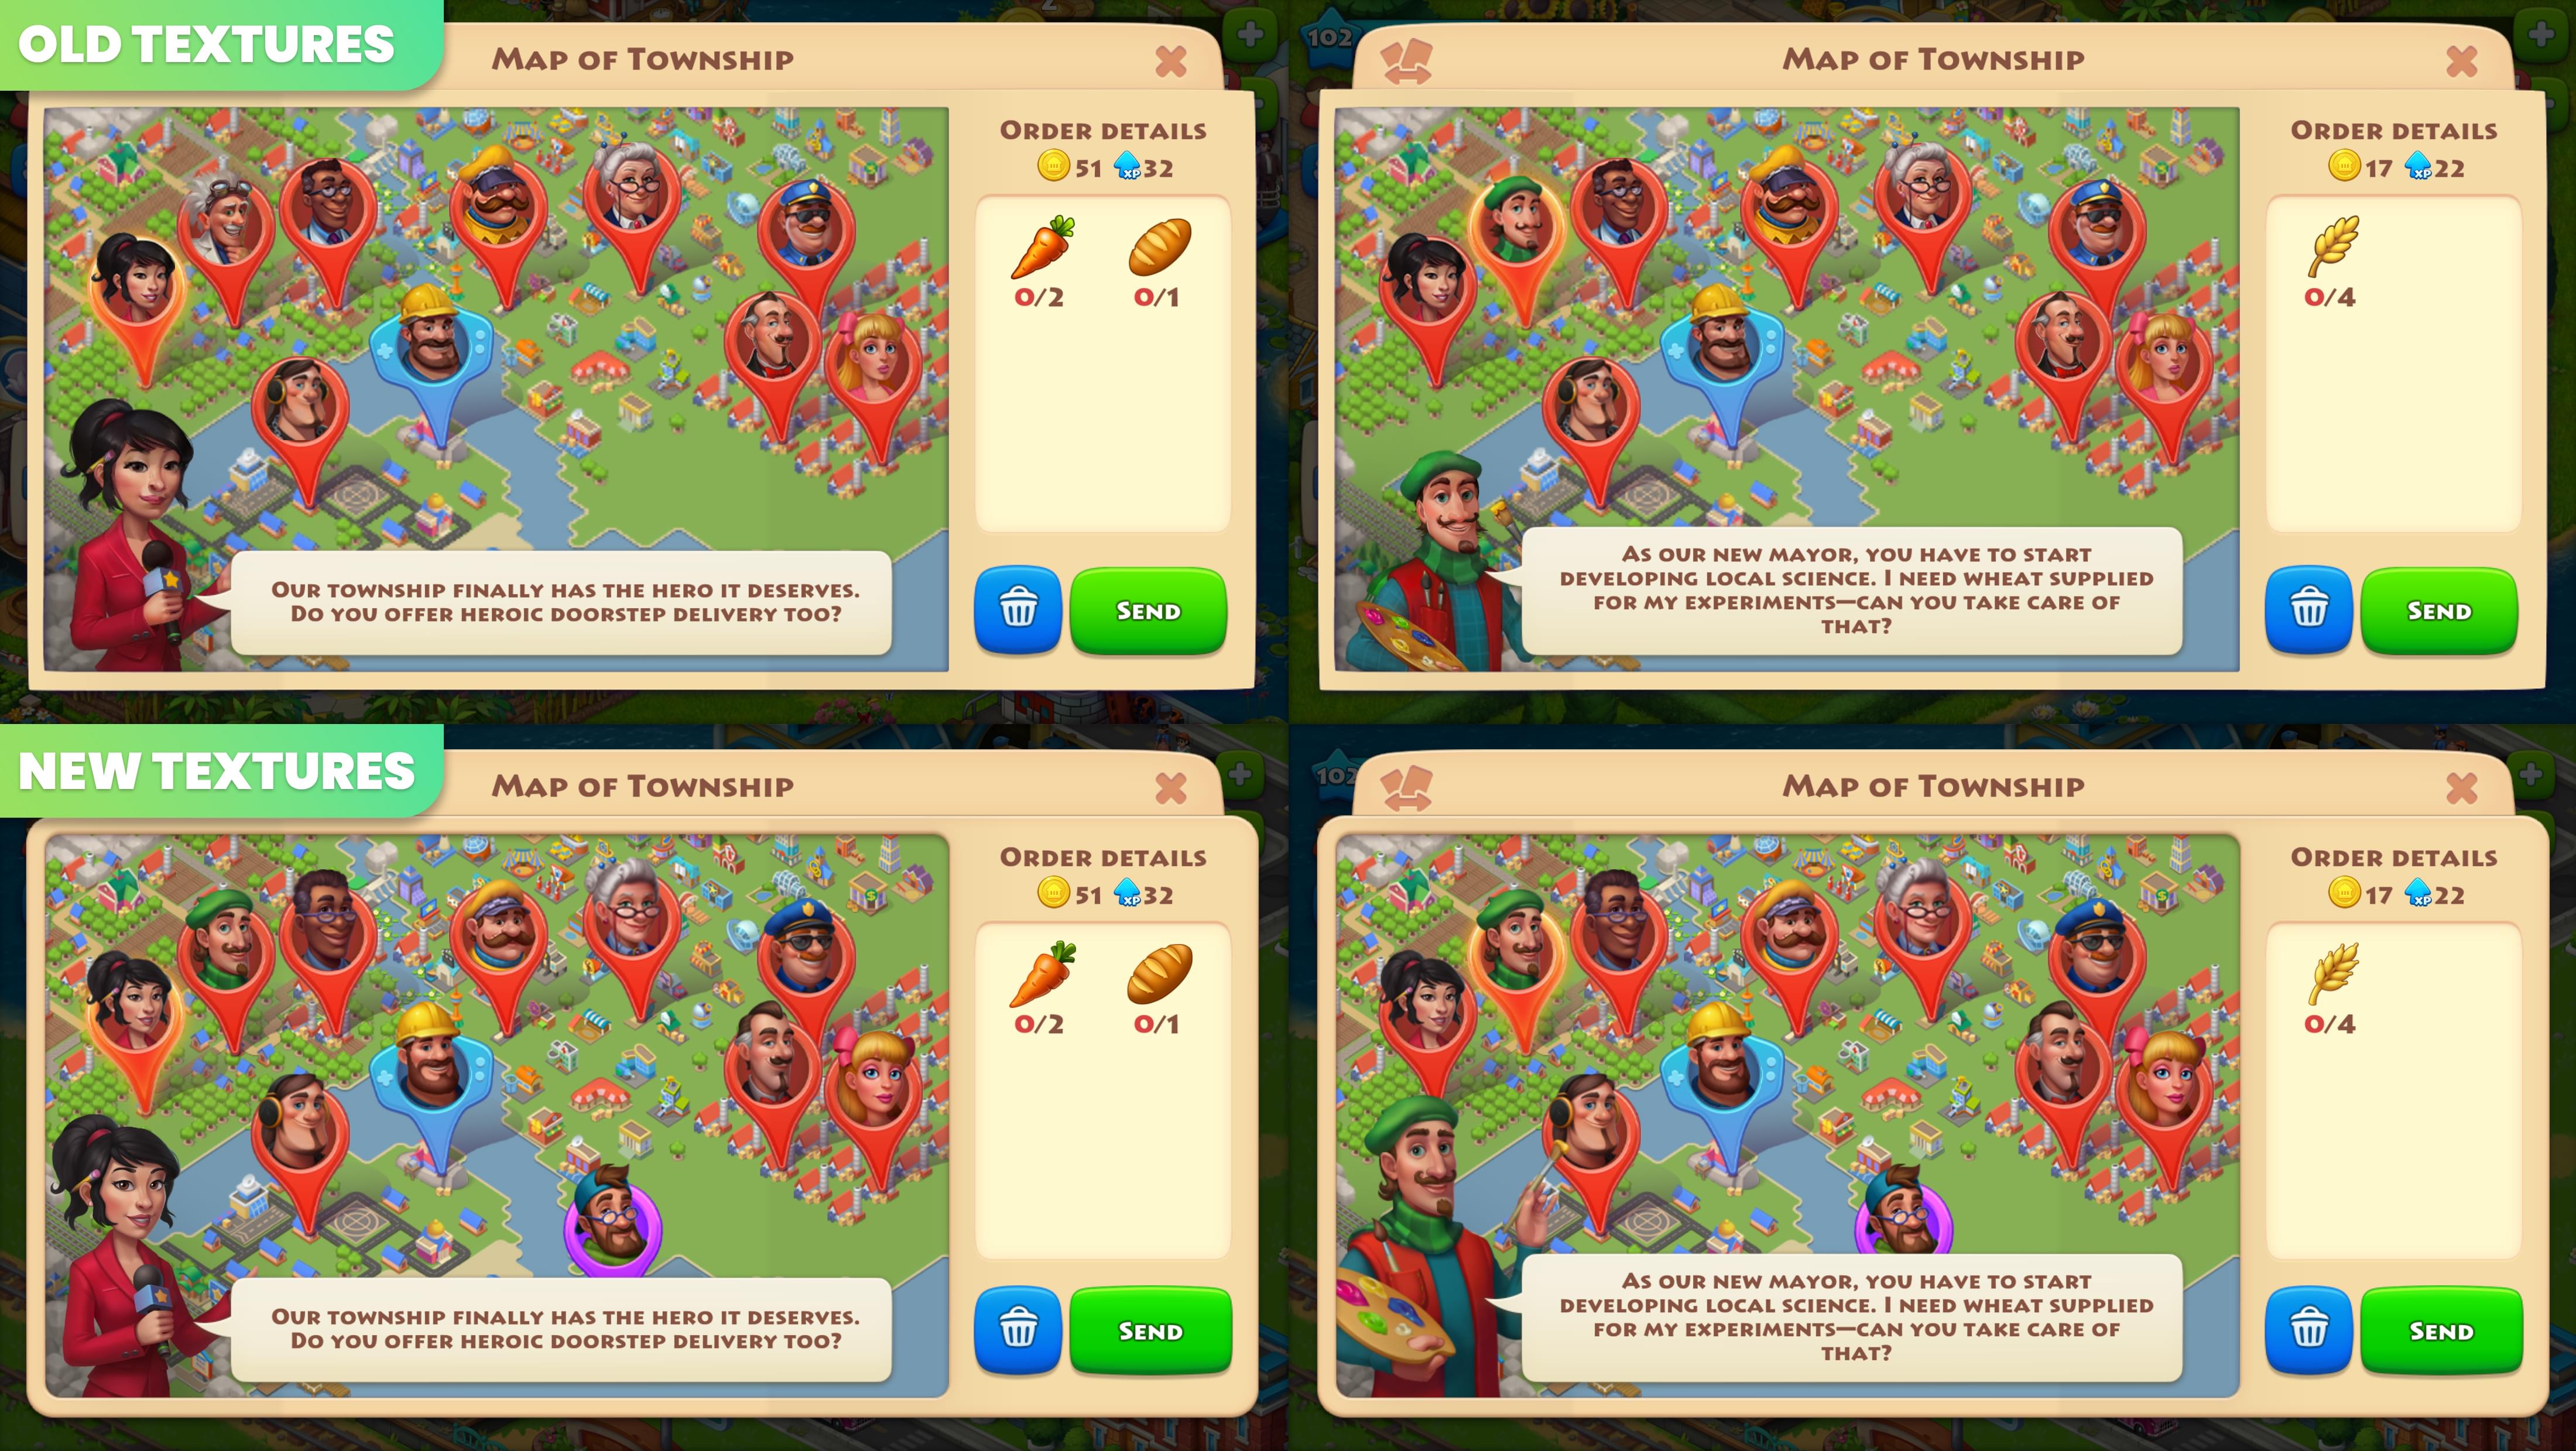 OLD TEXTURES
MAP OF TOWNSHIP
ORDER DETAILS
51 XP 32
0/2 0/1
OUR TOWNSHIP FINALLY HAS THE HERO IT DESERVES.
DO YOU OFFER HEROIC DOORSTEP DELIVERY TOO?
SEND
102
MAP OF TOWNSHIP
ORDER DETAILS
17 XP 22
0/4
AS OUR NEW MAYOR, YOU HAVE TO START
DEVELOPING LOCAL SCIENCE. I NEED WHEAT SUPPLIED
FOR MY EXPERIMENTS—CAN YOU TAKE CARE OF
THAT?
SEND
NEW TEXTURES
MAP OF TOWNSHIP
ORDER DETAILS
51 XP 32
0/2 0/1
OUR TOWNSHIP FINALLY HAS THE HERO IT DESERVES.
DO YOU OFFER HEROIC DOORSTEP DELIVERY TOO?
SEND
102
MAP OF TOWNSHIP
ORDER DETAILS
17 XP 22
0/4
AS OUR NEW MAYOR, YOU HAVE TO START
DEVELOPING LOCAL SCIENCE. I NEED WHEAT SUPPLIED
FOR MY EXPERIMENTS—CAN YOU TAKE CARE OF
THAT?
SEND